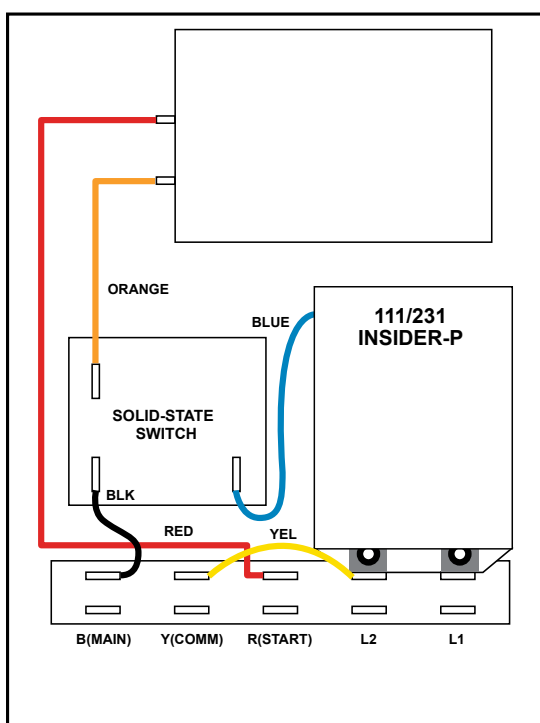 ORANGE
BLUE
111/231
INSIDER-P
SOLID-STATE
SWITCH
BLK
RED
YEL
B(MAIN)
Y(COMM)
R(START)
L2
L1